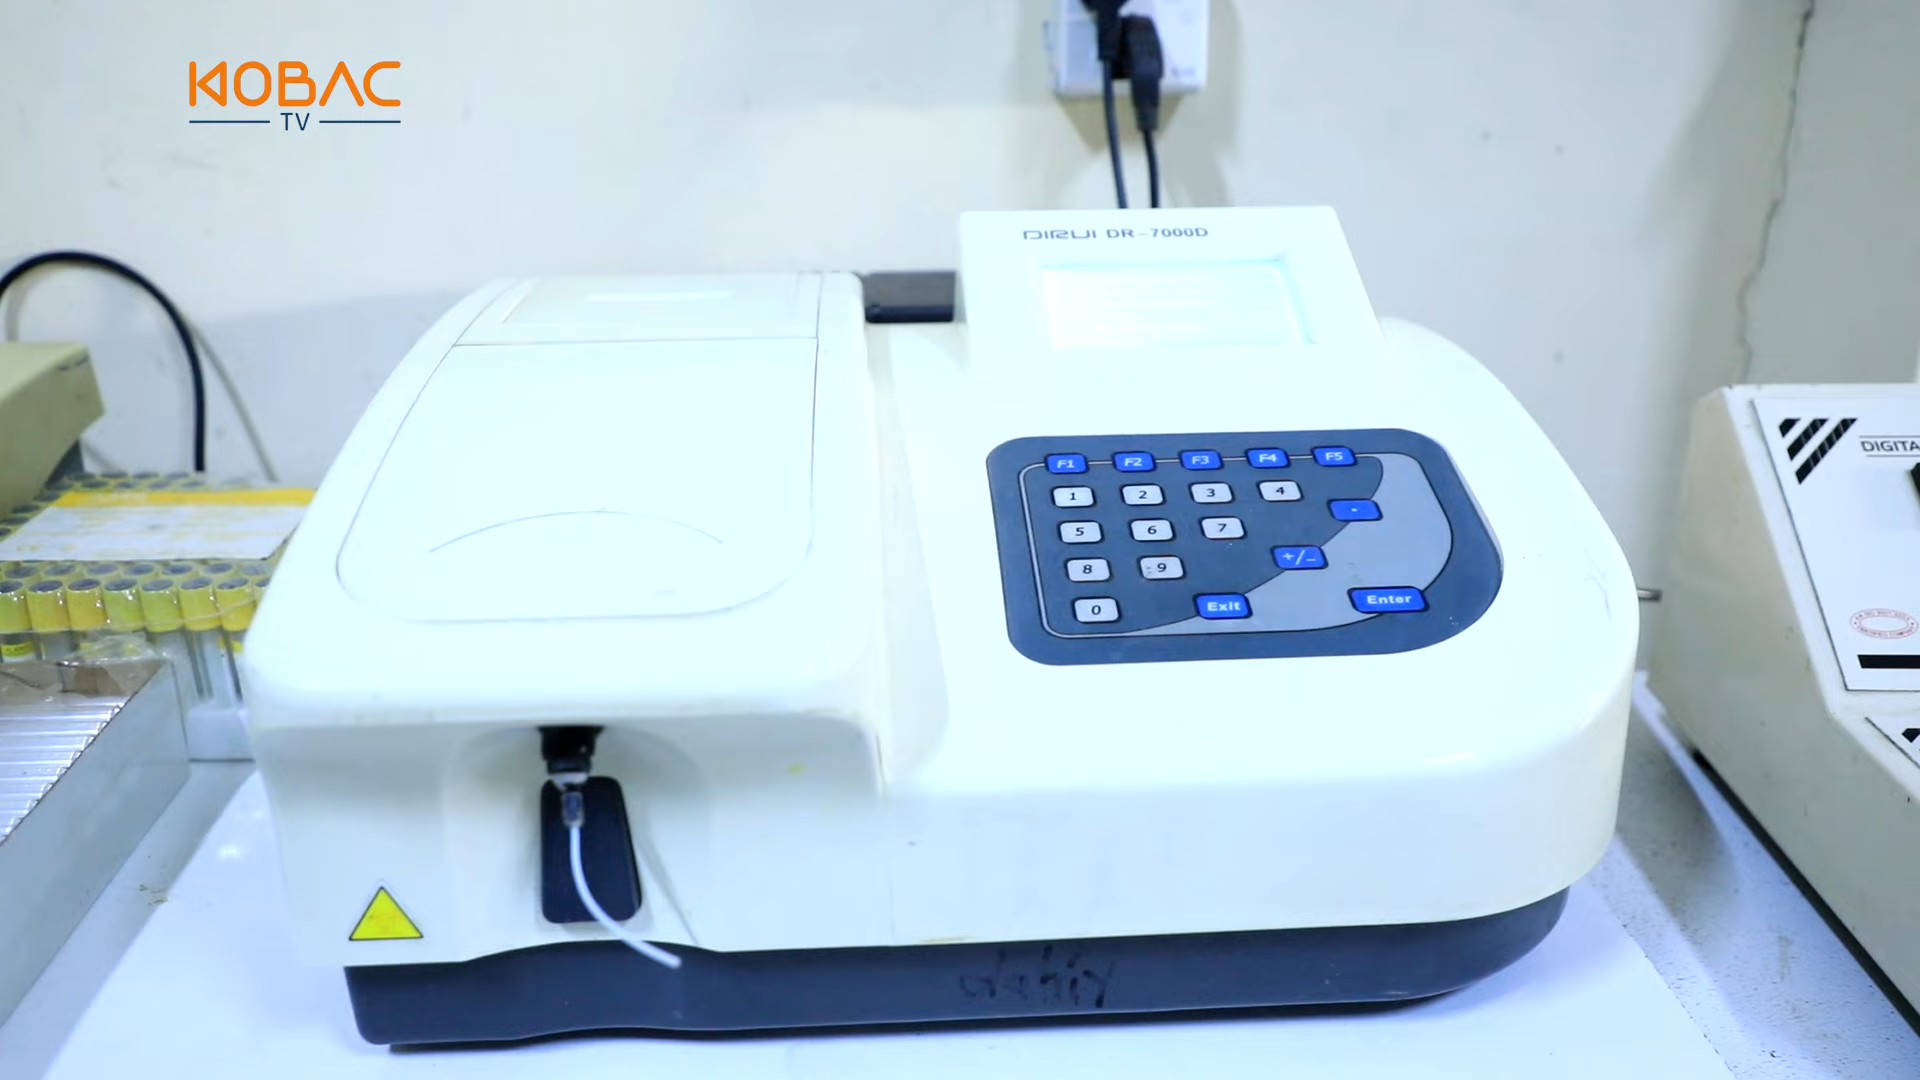 KOBAC
TV
DIRUI DR-7000D
F1 F2 F3 F4 F5
1 2 3 4
5 6 7 .
8 9 +/-
0 Exit Enter
DIGITA